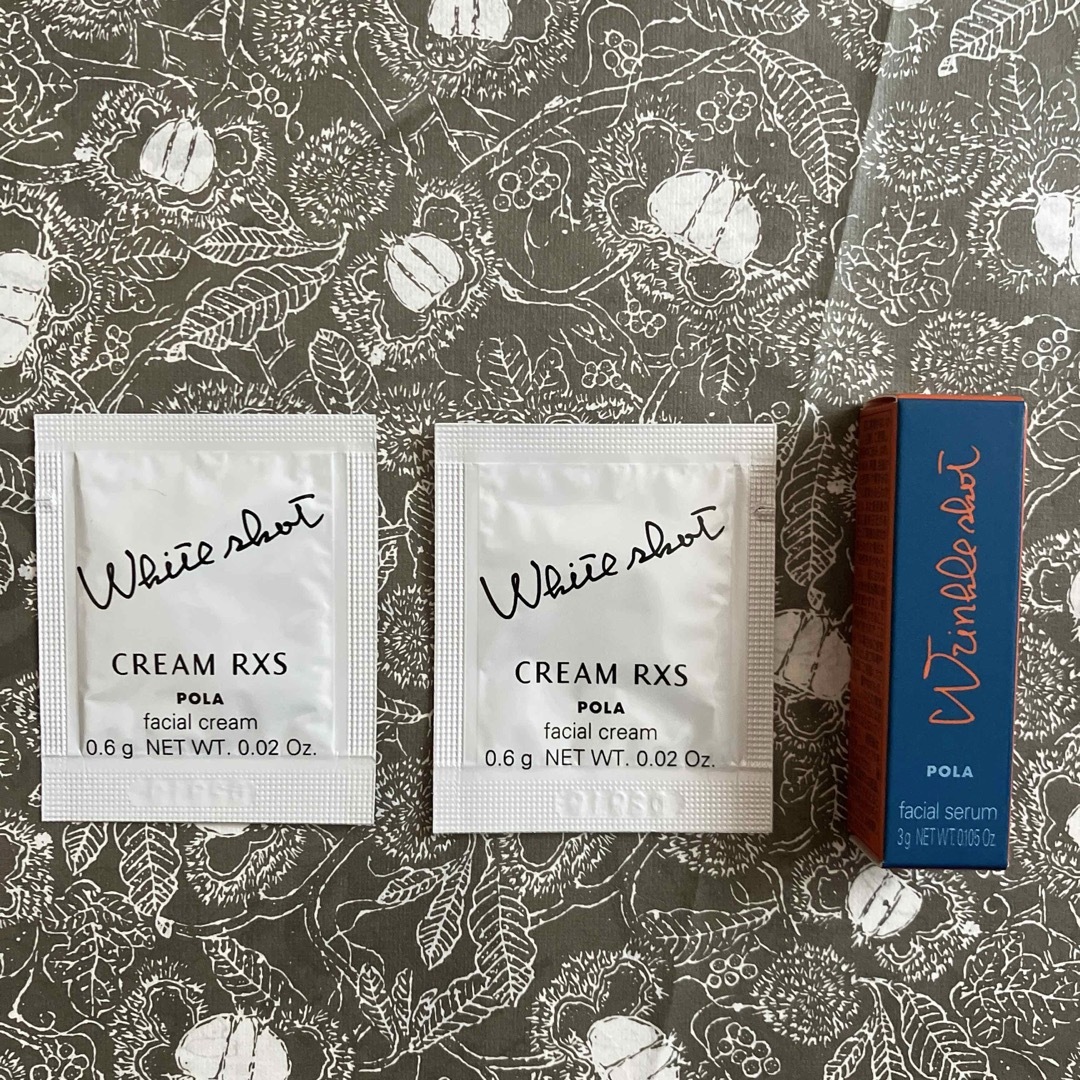 White shot
CREAM RXS
POLA
facial cream
0.6 g NET WT. 0.02 Oz.
White shot
CREAM RXS
POLA
facial cream
0.6 g NET WT. 0.02 Oz.
Wrinkle shot
POLA
facial serum
3g NET WT. 0.105 Oz.